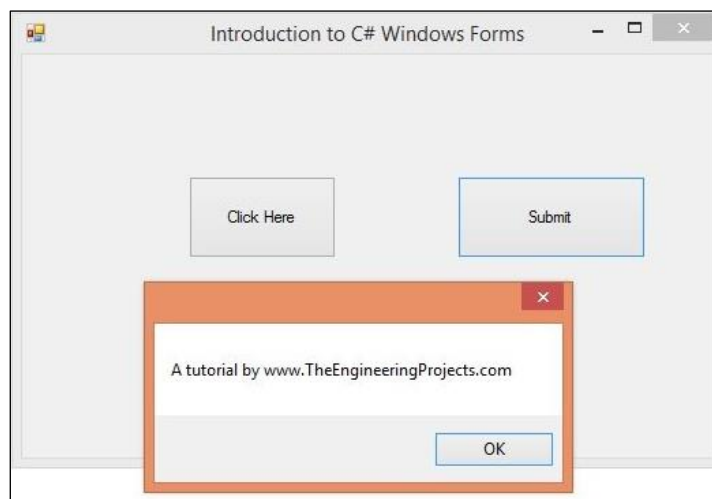 Introduction to C# Windows Forms
Click Here
Submit
A tutorial by www.TheEngineeringProjects.com
OK